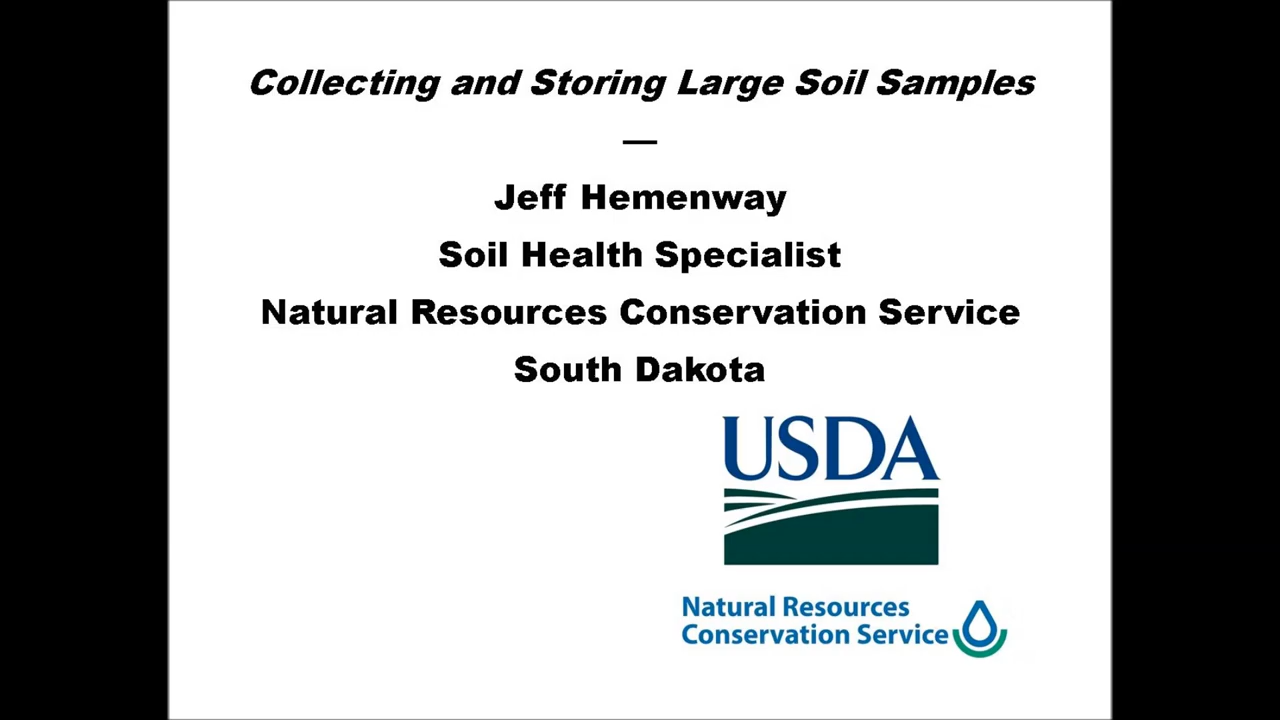 Collecting and Storing Large Soil Samples
—
Jeff Hemenway
Soil Health Specialist
Natural Resources Conservation Service
South Dakota
USDA
Natural Resources
Conservation Service